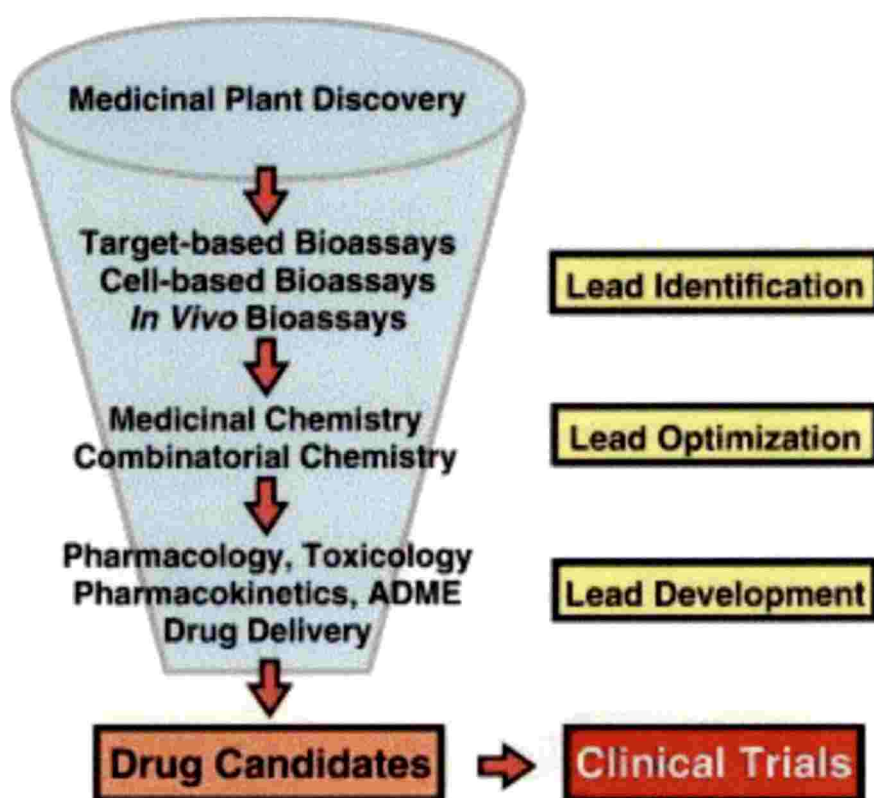 Medicinal Plant Discovery
Target-based Bioassays
Cell-based Bioassays
In Vivo Bioassays
Lead Identification
Medicinal Chemistry
Combinatorial Chemistry
Lead Optimization
Pharmacology, Toxicology
Pharmacokinetics, ADME
Drug Delivery
Lead Development
Drug Candidates
Clinical Trials